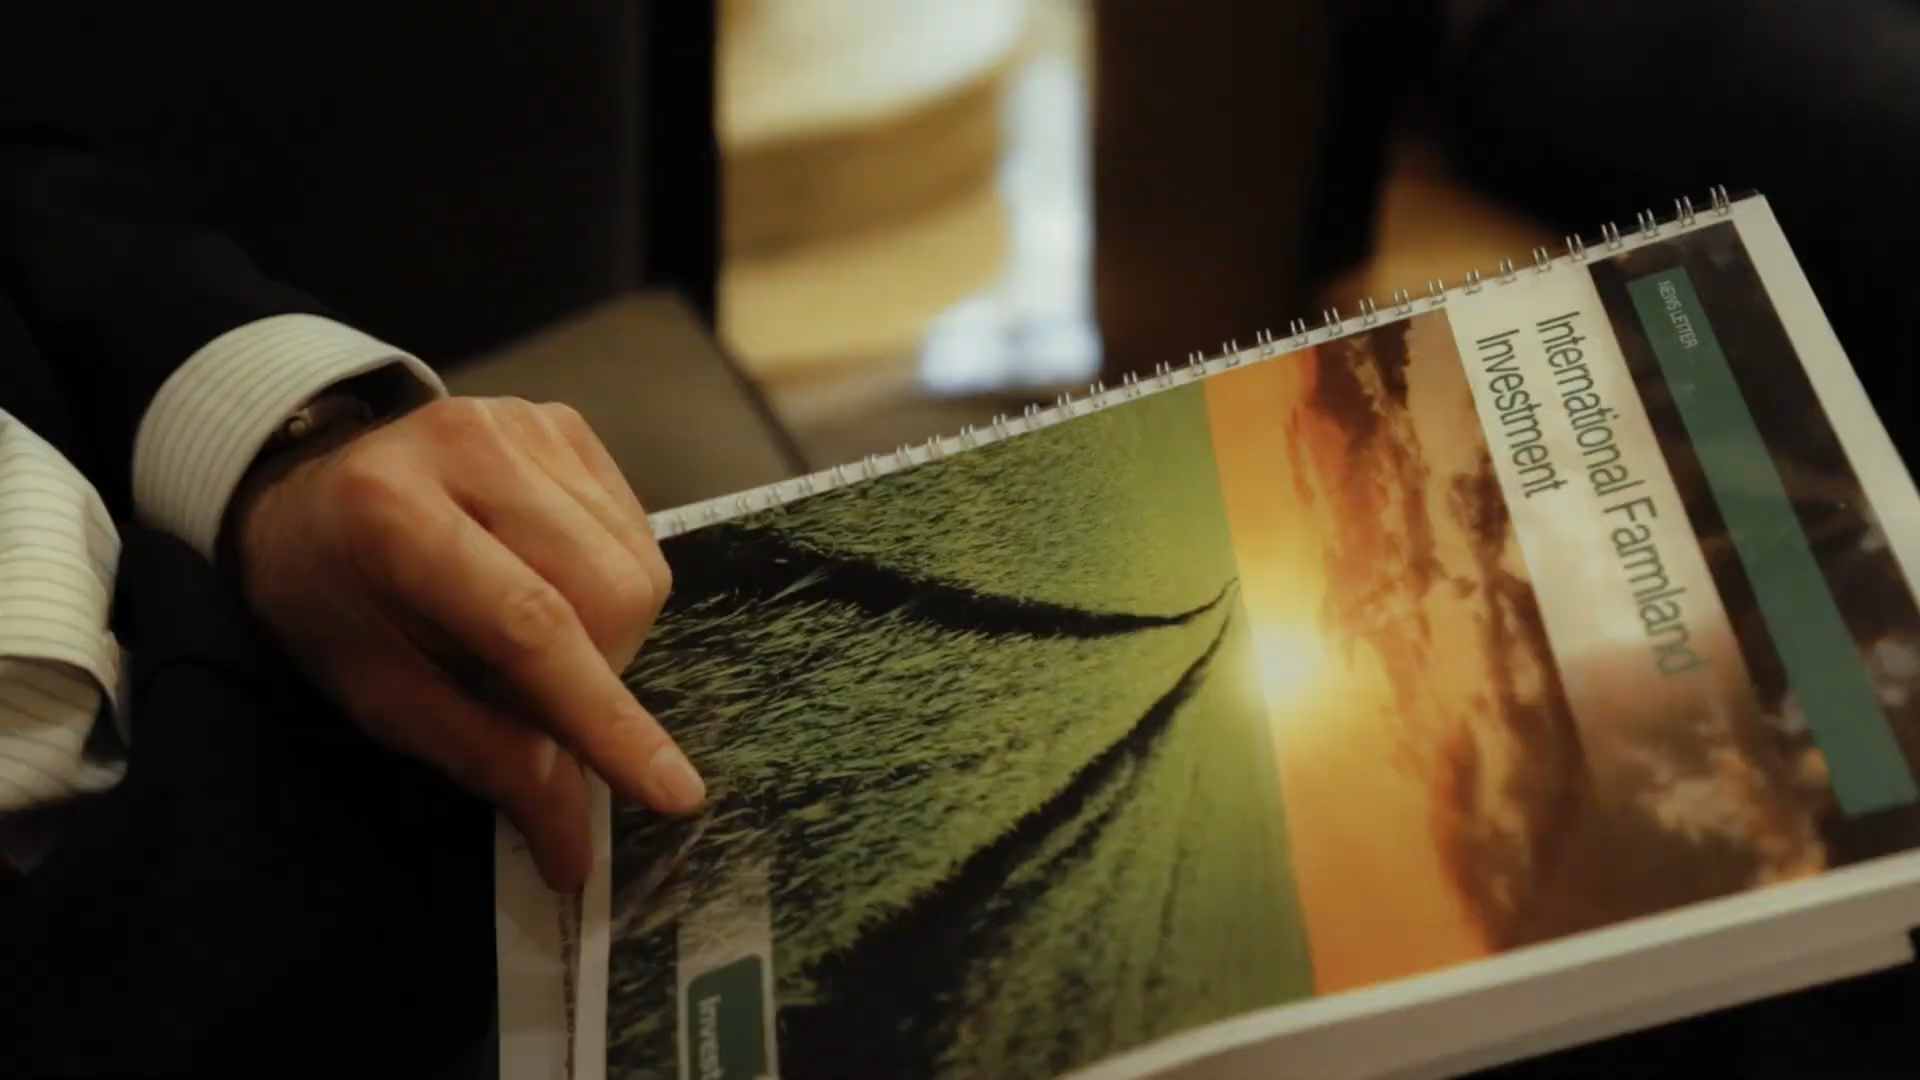 NEWSLETTER
International Farmland
Investment
Invest